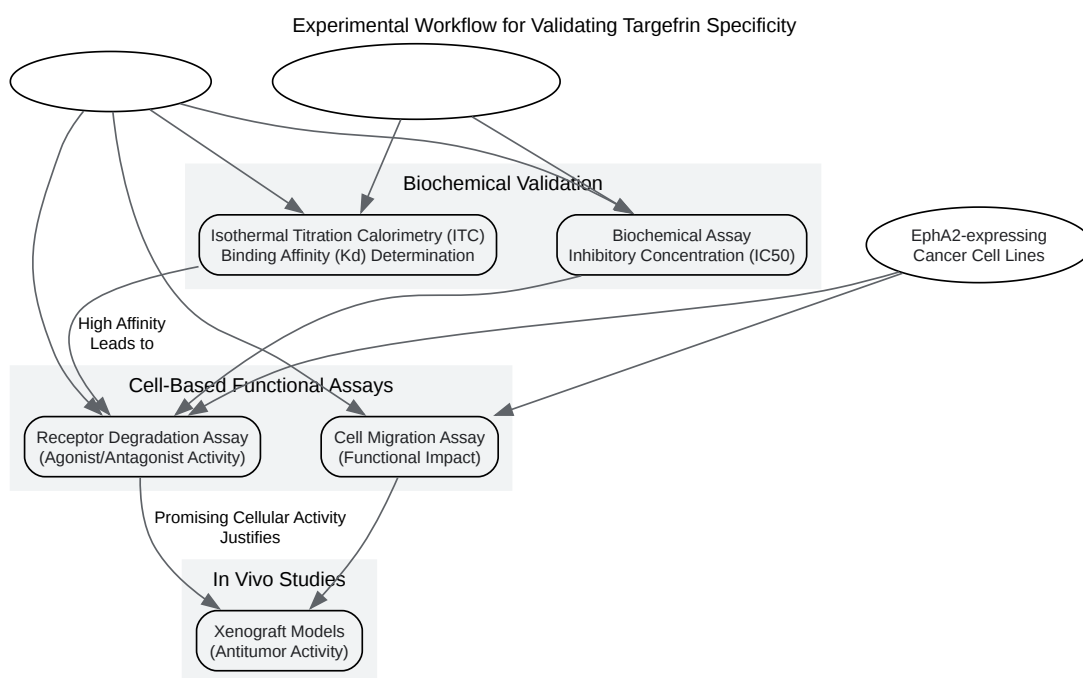 Experimental Workflow for Validating Targefrin Specificity
Biochemical Validation
Isothermal Titration Calorimetry (ITC)
Binding Affinity (Kd) Determination
Biochemical Assay
Inhibitory Concentration (IC50)
EphA2-expressing
Cancer Cell Lines
High Affinity
Leads to
Cell-Based Functional Assays
Receptor Degradation Assay
(Agonist/Antagonist Activity)
Cell Migration Assay
(Functional Impact)
Promising Cellular Activity
Justifies
In Vivo Studies
Xenograft Models
(Antitumor Activity)